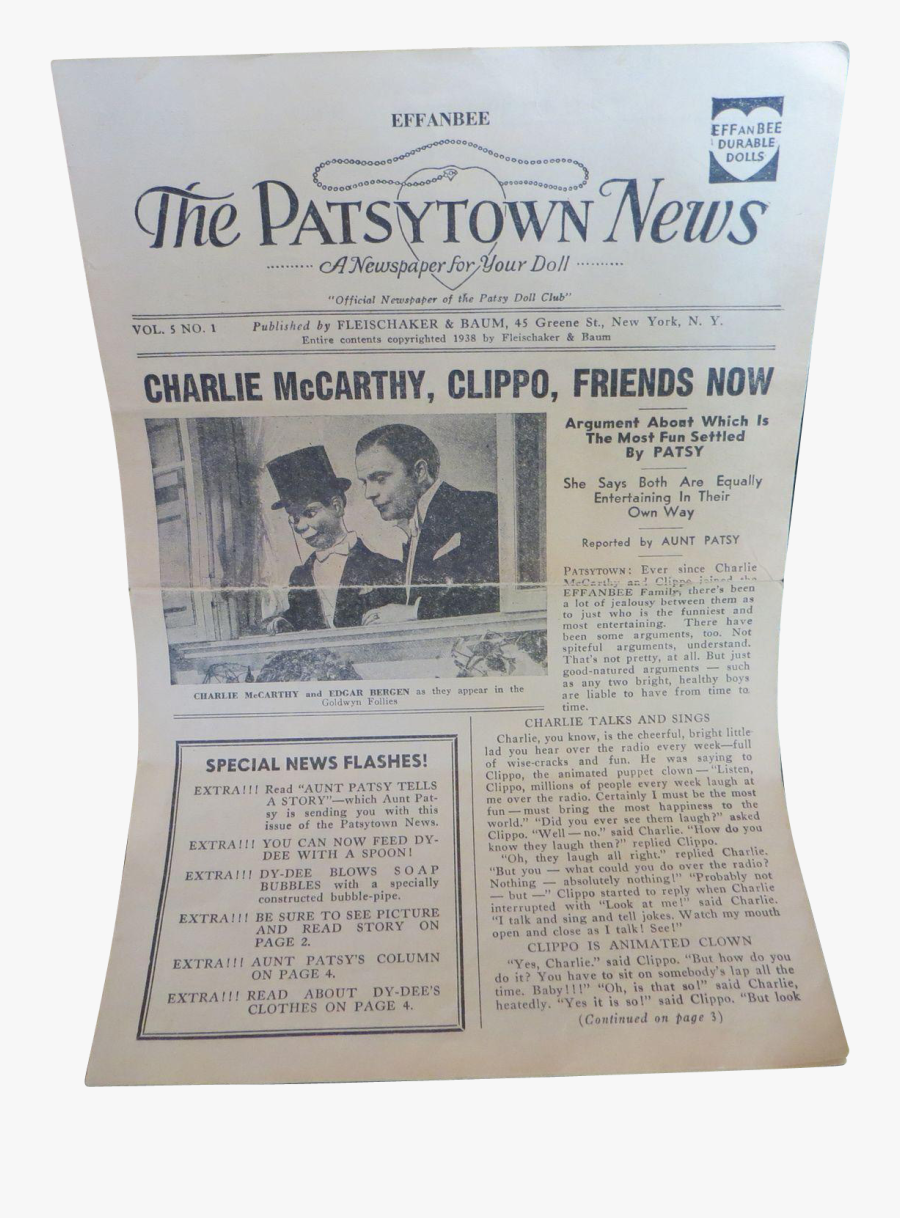 EFFANBEE
EFFANBEE
DURABLE
DOLLS
The PATSYTOWN News
A Newspaper for Your Doll
"Official Newspaper of the Patsy Doll Club"
VOL. 5 NO. 1 Published by FLEISCHAKER & BAUM, 45 Greene St., New York, N. Y.
Entire contents copyrighted 1938 by Fleischaker & Baum
CHARLIE McCARTHY, CLIPPO, FRIENDS NOW
CHARLIE McCARTHY and EDGAR BERGEN as they appear in the
Goldwyn Follies
Argument About Which Is
The Most Fun Settled
By PATSY
She Says Both Are Equally
Entertaining In Their
Own Way
Reported by AUNT PATSY
PATSYTOWN: Ever since Charlie
McCarthy and Clippo joined the
EFFANBEE Family, there's been
a lot of jealousy between them as
to just who is the funniest and
most entertaining. There have
been some arguments, too. Not
spiteful arguments, understand.
That's not pretty, at all. But just
good-natured arguments — such
as any two bright, healthy boys
are liable to have from time to
time.
SPECIAL NEWS FLASHES!
EXTRA!!! Read "AUNT PATSY TELLS
A STORY"—which Aunt Pat-
sy is sending you with this
issue of the Patsytown News.
EXTRA!!! YOU CAN NOW FEED DY-
DEE WITH A SPOON!
EXTRA!!! DY-DEE BLOWS SOAP
BUBBLES with a specially
constructed bubble-pipe.
EXTRA!!! BE SURE TO SEE PICTURE
AND READ STORY ON
PAGE 2.
EXTRA!!! AUNT PATSY'S COLUMN
ON PAGE 4.
EXTRA!!! READ ABOUT DY-DEE'S
CLOTHES ON PAGE 4.
CHARLIE TALKS AND SINGS
Charlie, you know, is the cheerful, bright little
lad you hear over the radio every week—full
of wise-cracks and fun. He was saying to
Clippo, the animated puppet clown—"Listen,
Clippo, millions of people every week laugh at
me over the radio. Certainly I must be the most
fun—must bring the most happiness to the
world." "Did you ever see them laugh?" asked
Clippo. "Well—no." said Charlie. "How do you
know they laugh then?" replied Clippo.
"Oh, they laugh all right." replied Charlie.
"But you — what could you do over the radio?
Nothing — absolutely nothing!" "Probably not
— but —" Clippo started to reply when Charlie
interrupted with "Look at me!" said Charlie.
"I talk and sing and tell jokes. Watch my mouth
open and close as I talk! See!"
CLIPPO IS ANIMATED CLOWN
"Yes, Charlie." said Clippo. "But how do you
do it? You have to sit on somebody's lap all the
time. Baby!!!" "Oh, is that so!" said Charlie,
heatedly. "Yes it is so!" said Clippo. "But look
(Continued on page 3)